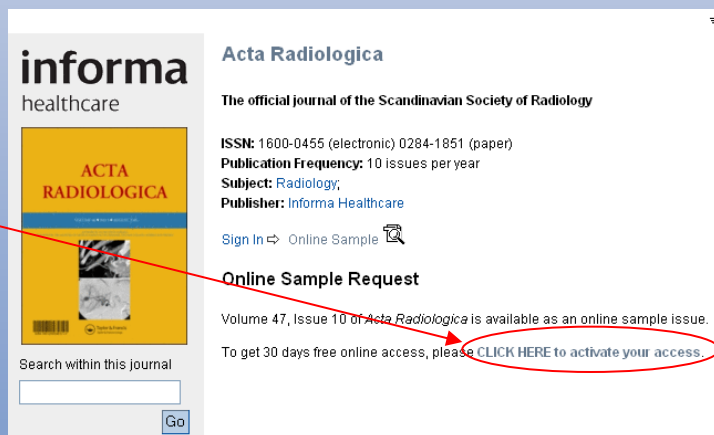 informa
healthcare
ACTA
RADIOLOGICA
Taylor & Francis
Search within this journal
Go
Acta Radiologica
The official journal of the Scandinavian Society of Radiology
ISSN: 1600-0455 (electronic) 0284-1851 (paper)
Publication Frequency: 10 issues per year
Subject: Radiology;
Publisher: Informa Healthcare
Sign In ⇨ Online Sample
Online Sample Request
Volume 47, Issue 10 of Acta Radiologica is available as an online sample issue.
To get 30 days free online access, please CLICK HERE to activate your access.